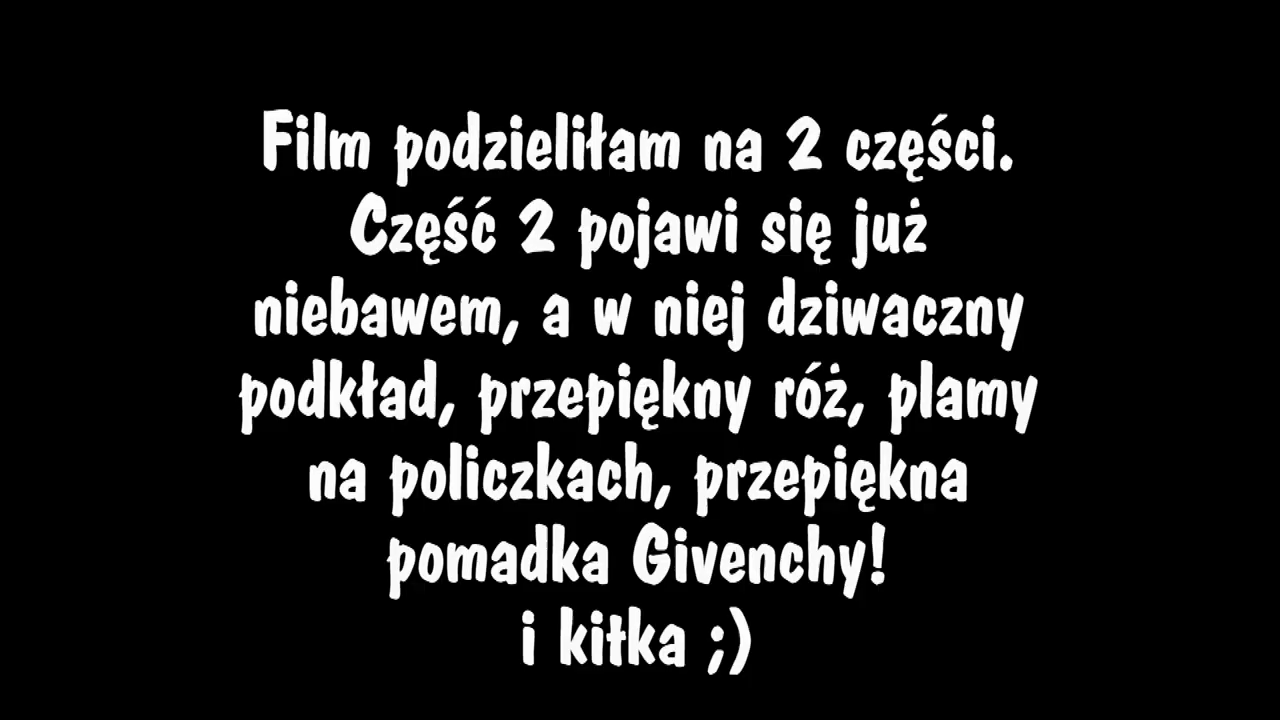 Film podzieliłam na 2 części.
Część 2 pojawi się już
niebawem, a w niej dziwaczny
podkład, przepiękny róż, plamy
na policzkach, przepiękna
pomadka Givenchy!
i kitka ;)